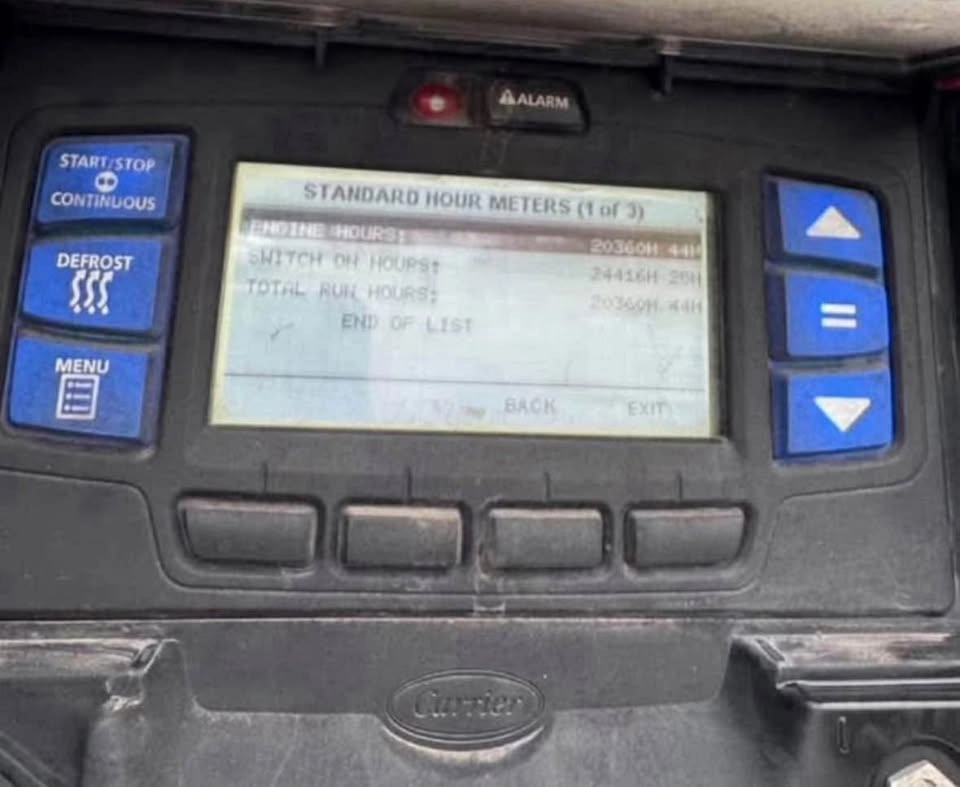 ALARM
START/STOP
CONTINUOUS
DEFROST
MENU
STANDARD HOUR METERS (1 of 3)
ENGINE HOURS: 20360H 44M
SWITCH ON HOURS: 24416H
TOTAL RUN HOURS: 20360H 44M
END OF LIST
BACK EXIT
Carrier